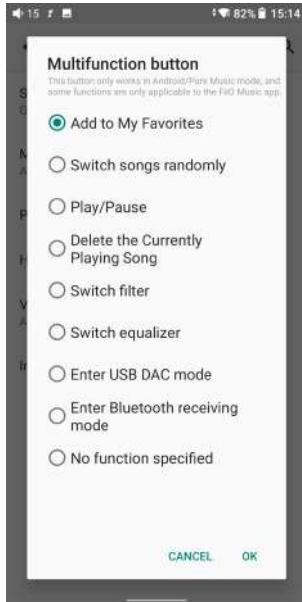 15 82% 15:14
Multifunction button
This button only works in Android/Pure Music mode, and
some functions are only applicable to the FiiO Music app.
Add to My Favorites
Switch songs randomly
Play/Pause
Delete the Currently
Playing Song
Switch filter
Switch equalizer
Enter USB DAC mode
Enter Bluetooth receiving
mode
No function specified
CANCEL OK